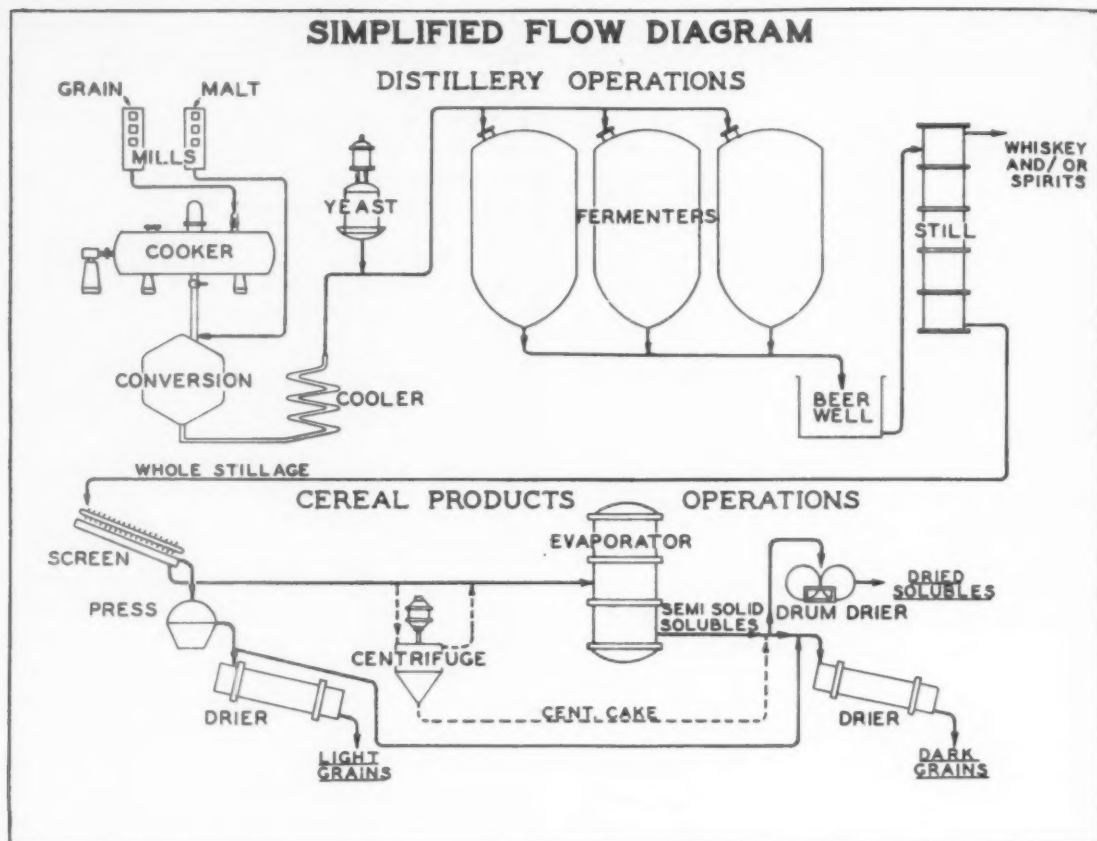 SIMPLIFIED FLOW DIAGRAM
DISTILLERY OPERATIONS
GRAIN
MALT
MILLS
COOKER
CONVERSION
COOLER
YEAST
FERMENTERS
BEER
WELL
STILL
WHISKEY
AND/OR
SPIRITS
WHOLE STILLAGE
CEREAL PRODUCTS OPERATIONS
SCREEN
PRESS
DRIER
LIGHT
GRAINS
CENTRIFUGE
CENT. CAKE
EVAPORATOR
SEMI SOLID
SOLUBLES
DRUM DRIER
DRIED
SOLUBLES
DRIER
DARK
GRAINS